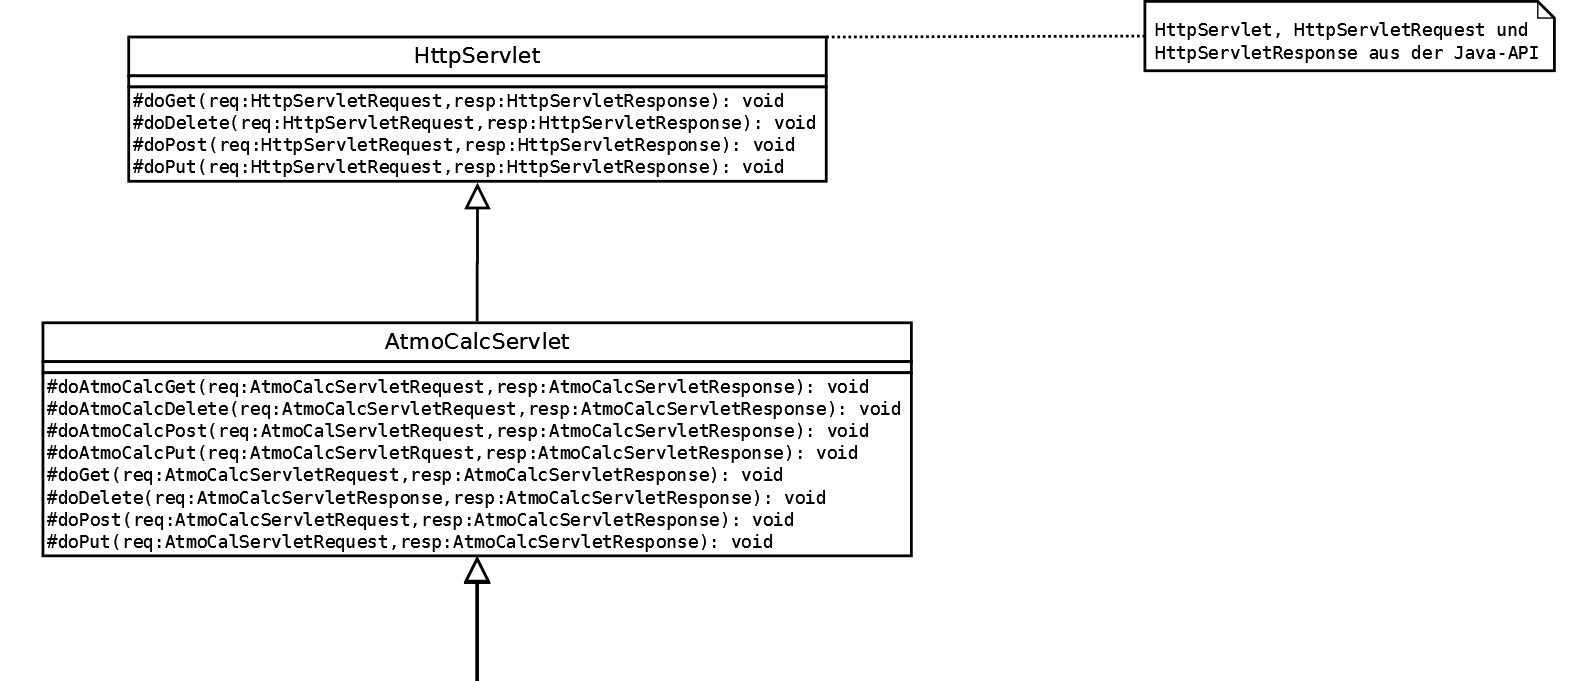 HttpServlet, HttpServletRequest und
HttpServletResponse aus der Java-API
HttpServlet
#doGet(req:HttpServletRequest,resp:HttpServletResponse): void
#doDelete(req:HttpServletRequest,resp:HttpServletResponse): void
#doPost(req:HttpServletRequest,resp:HttpServletResponse): void
#doPut(req:HttpServletRequest,resp:HttpServletResponse): void
AtmoCalcServlet
#doAtmoCalcGet(req:AtmoCalcServletRequest,resp:AtmoCalcServletResponse): void
#doAtmoCalcDelete(req:AtmoCalcServletRequest,resp:AtmoCalcServletResponse): void
#doAtmoCalcPost(req:AtmoCalServletRequest,resp:AtmoCalcServletResponse): void
#doAtmoCalcPut(req:AtmoCalcServletRquest,resp:AtmoCalcServletResponse): void
#doGet(req:AtmoCalcServletRequest,resp:AtmoCalcServletResponse): void
#doDelete(req:AtmoCalcServletResponse,resp:AtmoCalcServletResponse): void
#doPost(req:AtmoCalcServletRequest,resp:AtmoCalcServletResponse): void
#doPut(req:AtmoCalServletRequest,resp:AtmoCalcServletResponse): void